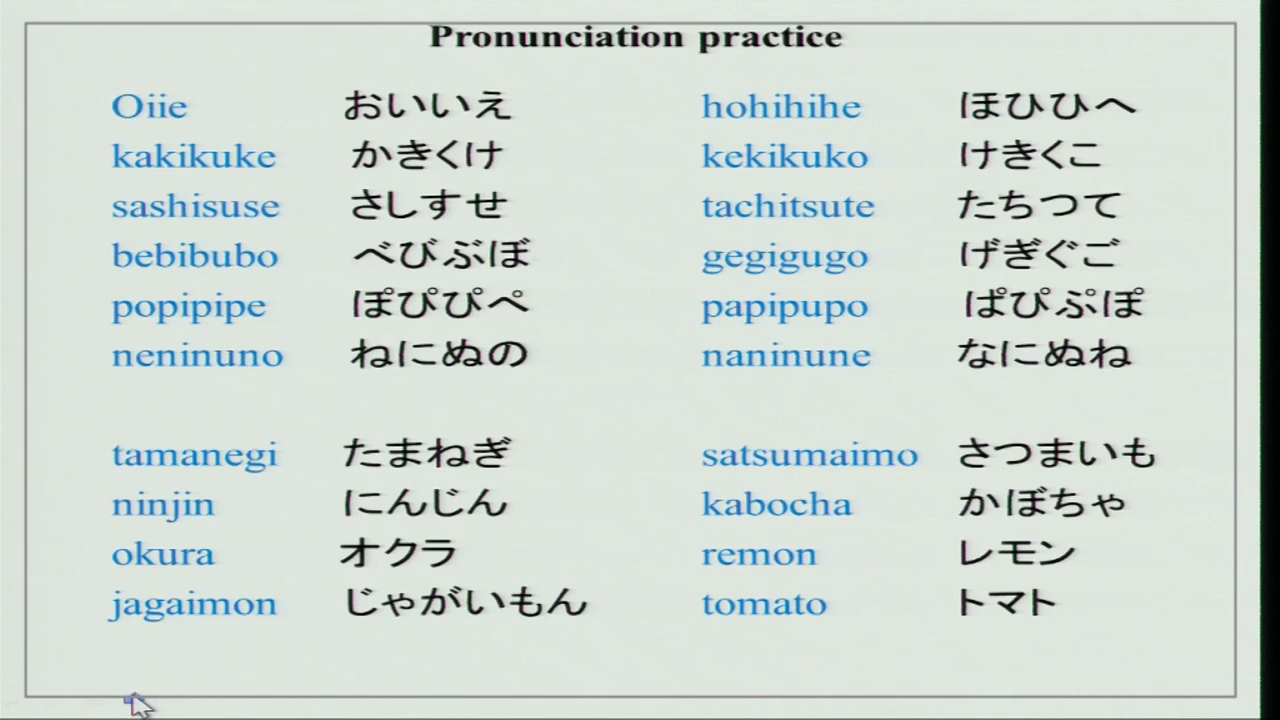 Pronunciation practice
Oiie おいいえ hohihihe ほひひへ
kakikuke かきくけ kekikuko けきくこ
sashisuse さしすせ tachitsute たちつて
bebibubo べびぶぼ gegigugo げぎぐご
popipipe ぽぴぴぺ papipupo ぱぴぷぽ
neninuno ねにぬの naninune なにぬね
tamanegi たまねぎ satsumaimo さつまいも
ninjin にんじん kabocha かぼちゃ
okura オクラ remon レモン
jagaimon じゃがいもん tomato トマト